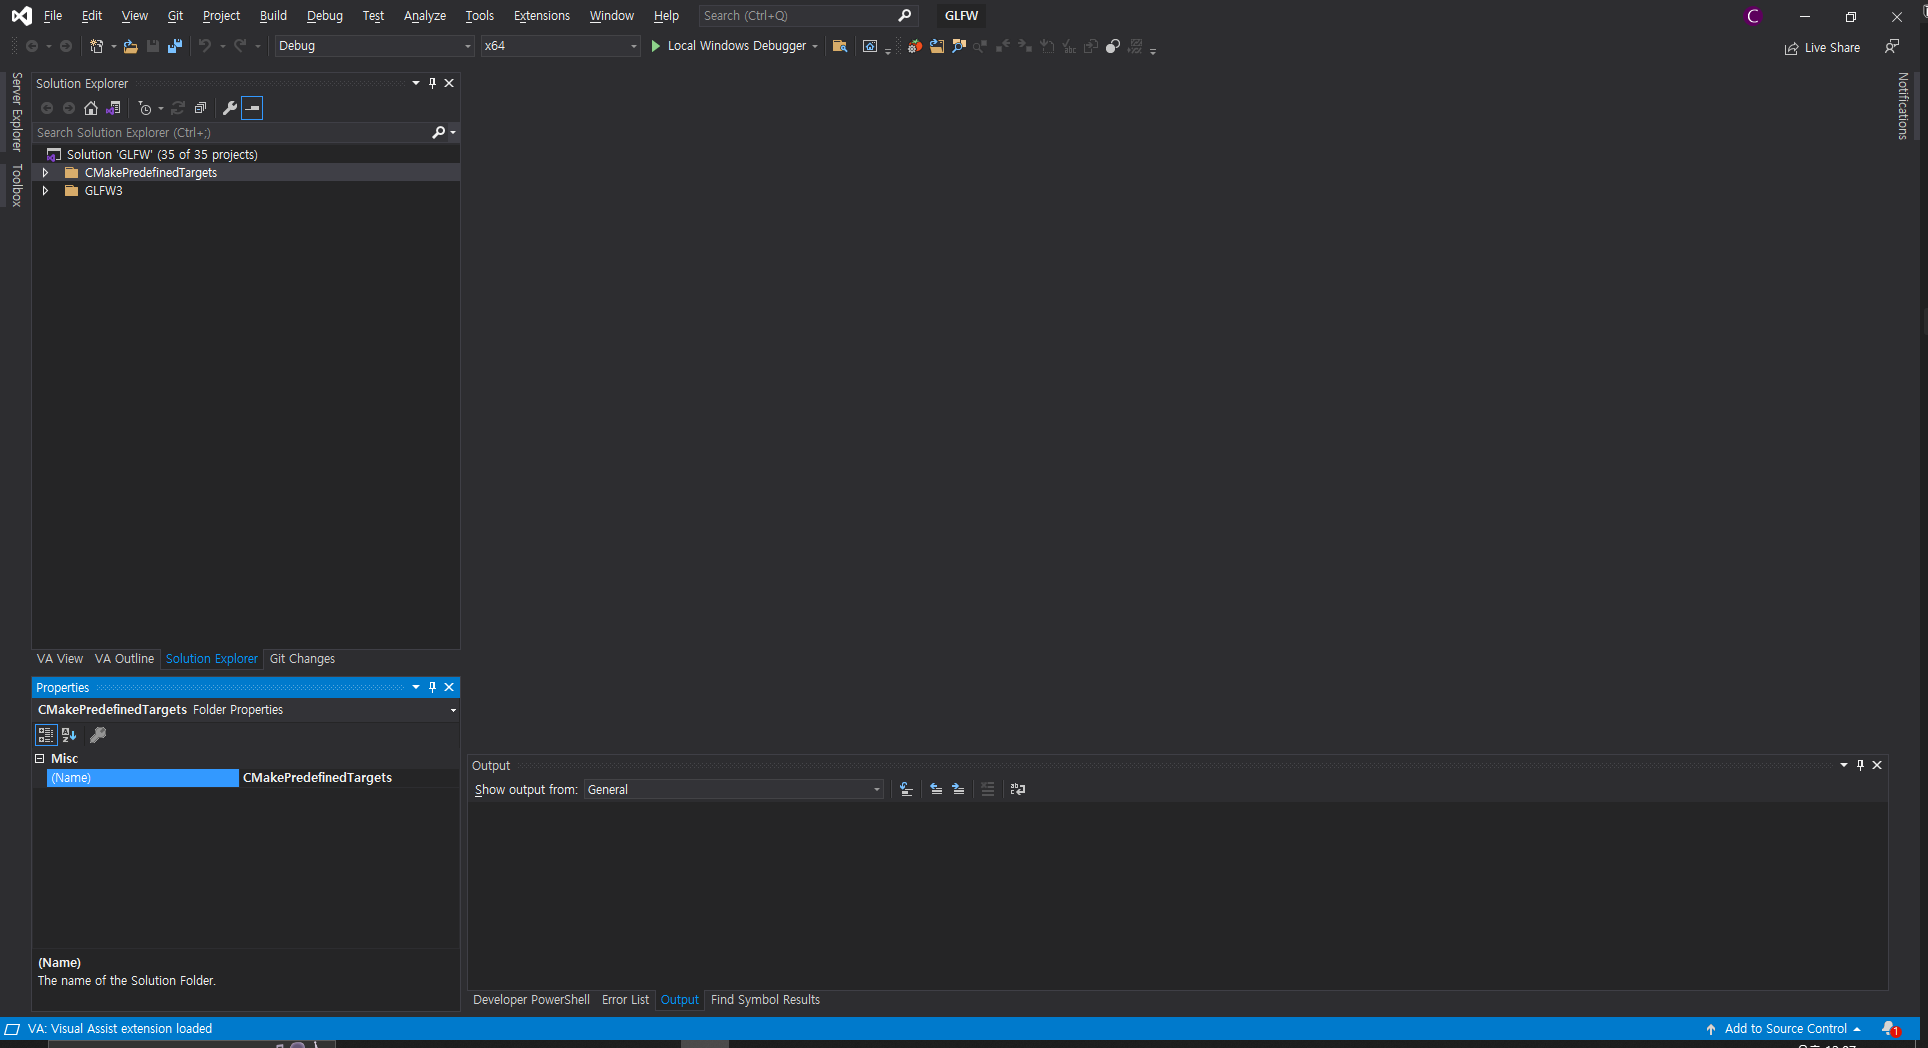 File Edit View Git Project Build Debug Test Analyze Tools Extensions Window Help Search (Ctrl+Q) GLFW C
Debug x64 Local Windows Debugger Live Share
Server Explorer
Toolbox
Notifications
Solution Explorer
Search Solution Explorer (Ctrl+;)
Solution 'GLFW' (35 of 35 projects)
CMakePredefinedTargets
GLFW3
VA View VA Outline Solution Explorer Git Changes
Properties
CMakePredefinedTargets Folder Properties
Misc
(Name) CMakePredefinedTargets
(Name)
The name of the Solution Folder.
Output
Show output from: General
Developer PowerShell Error List Output Find Symbol Results
VA: Visual Assist extension loaded Add to Source Control 1